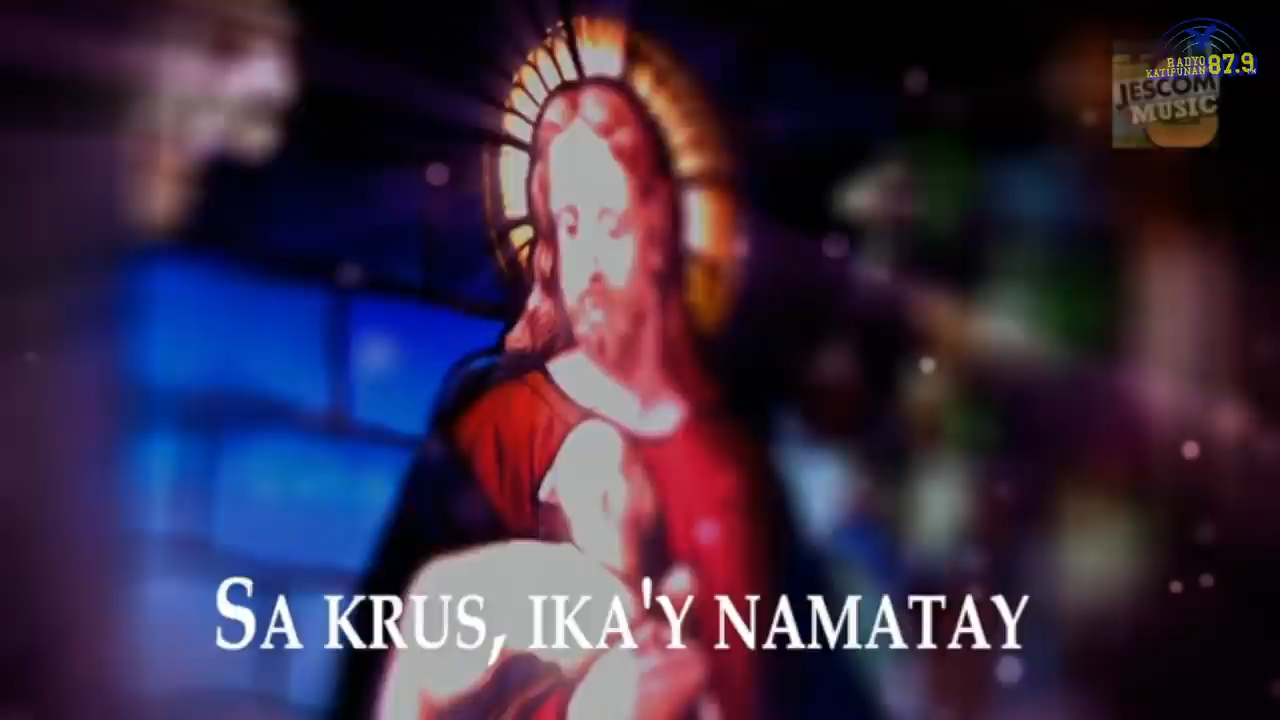 RADYO
KATIPUNAN 87.9
JESCOM
MUSIC
SA KRUS, IKA'Y NAMATAY